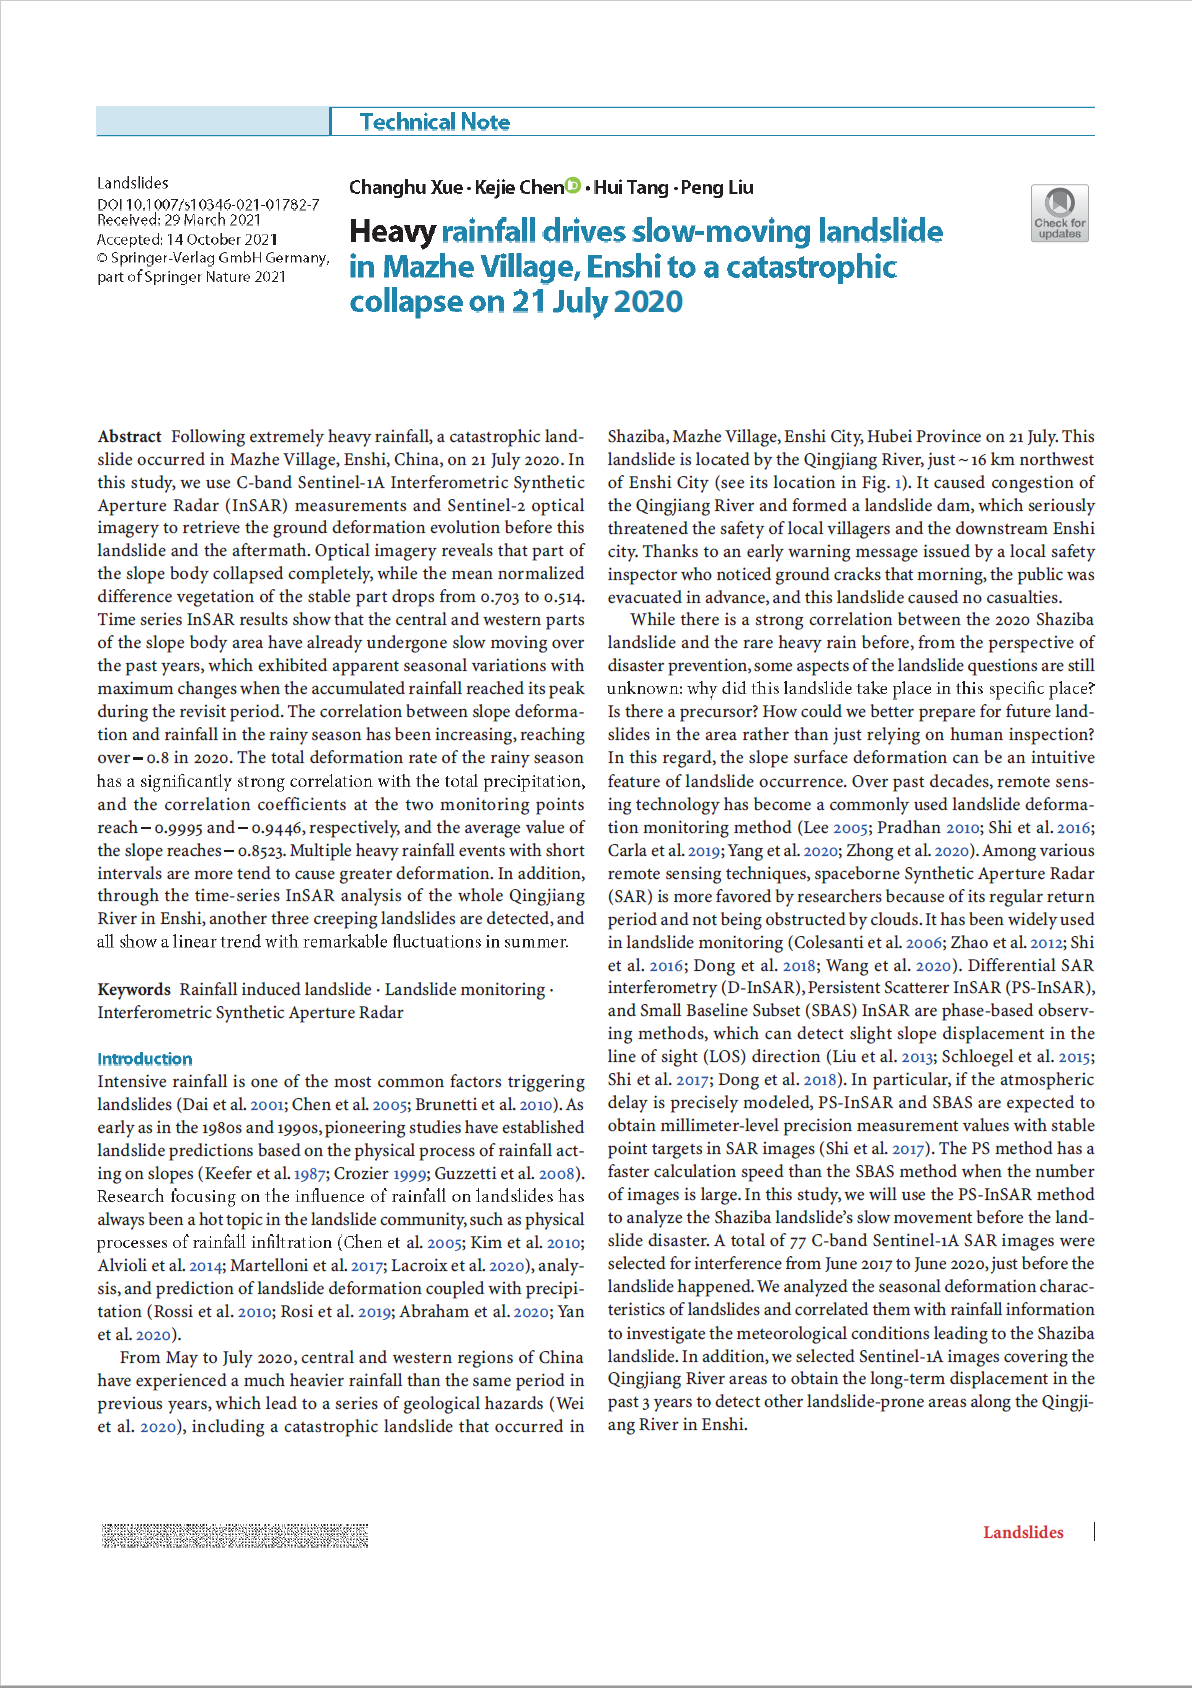 Technical Note
Landslides
DOI 10.1007/s10346-021-01782-7
Received: 29 March 2021
Accepted: 14 October 2021
© Springer-Verlag GmbH Germany,
part of Springer Nature 2021
Changhu Xue · Kejie Chen · Hui Tang · Peng Liu
Heavy rainfall drives slow-moving landslide
in Mazhe Village, Enshi to a catastrophic
collapse on 21 July 2020
Check for
updates
Abstract Following extremely heavy rainfall, a catastrophic land-
slide occurred in Mazhe Village, Enshi, China, on 21 July 2020. In
this study, we use C-band Sentinel-1A Interferometric Synthetic
Aperture Radar (InSAR) measurements and Sentinel-2 optical
imagery to retrieve the ground deformation evolution before this
landslide and the aftermath. Optical imagery reveals that part of
the slope body collapsed completely, while the mean normalized
difference vegetation of the stable part drops from 0.703 to 0.514.
Time series InSAR results show that the central and western parts
of the slope body area have already undergone slow moving over
the past years, which exhibited apparent seasonal variations with
maximum changes when the accumulated rainfall reached its peak
during the revisit period. The correlation between slope deforma-
tion and rainfall in the rainy season has been increasing, reaching
over − 0.8 in 2020. The total deformation rate of the rainy season
has a significantly strong correlation with the total precipitation,
and the correlation coefficients at the two monitoring points
reach − 0.9995 and − 0.9446, respectively, and the average value of
the slope reaches − 0.8523. Multiple heavy rainfall events with short
intervals are more tend to cause greater deformation. In addition,
through the time-series InSAR analysis of the whole Qingjiang
River in Enshi, another three creeping landslides are detected, and
all show a linear trend with remarkable fluctuations in summer.
Keywords Rainfall induced landslide · Landslide monitoring ·
Interferometric Synthetic Aperture Radar
Introduction
Intensive rainfall is one of the most common factors triggering
landslides (Dai et al. 2001; Chen et al. 2005; Brunetti et al. 2010). As
early as in the 1980s and 1990s, pioneering studies have established
landslide predictions based on the physical process of rainfall act-
ing on slopes (Keefer et al. 1987; Crozier 1999; Guzzetti et al. 2008).
Research focusing on the influence of rainfall on landslides has
always been a hot topic in the landslide community, such as physical
processes of rainfall infiltration (Chen et al. 2005; Kim et al. 2010;
Alvioli et al. 2014; Martelloni et al. 2017; Lacroix et al. 2020), analy-
sis, and prediction of landslide deformation coupled with precipi-
tation (Rossi et al. 2010; Rosi et al. 2019; Abraham et al. 2020; Yan
et al. 2020).
From May to July 2020, central and western regions of China
have experienced a much heavier rainfall than the same period in
previous years, which lead to a series of geological hazards (Wei
et al. 2020), including a catastrophic landslide that occurred in
Shaziba, Mazhe Village, Enshi City, Hubei Province on 21 July. This
landslide is located by the Qingjiang River, just ~ 16 km northwest
of Enshi City (see its location in Fig. 1). It caused congestion of
the Qingjiang River and formed a landslide dam, which seriously
threatened the safety of local villagers and the downstream Enshi
city. Thanks to an early warning message issued by a local safety
inspector who noticed ground cracks that morning, the public was
evacuated in advance, and this landslide caused no casualties.
While there is a strong correlation between the 2020 Shaziba
landslide and the rare heavy rain before, from the perspective of
disaster prevention, some aspects of the landslide questions are still
unknown: why did this landslide take place in this specific place?
Is there a precursor? How could we better prepare for future land-
slides in the area rather than just relying on human inspection?
In this regard, the slope surface deformation can be an intuitive
feature of landslide occurrence. Over past decades, remote sens-
ing technology has become a commonly used landslide deforma-
tion monitoring method (Lee 2005; Pradhan 2010; Shi et al. 2016;
Carla et al. 2019; Yang et al. 2020; Zhong et al. 2020). Among various
remote sensing techniques, spaceborne Synthetic Aperture Radar
(SAR) is more favored by researchers because of its regular return
period and not being obstructed by clouds. It has been widely used
in landslide monitoring (Colesanti et al. 2006; Zhao et al. 2012; Shi
et al. 2016; Dong et al. 2018; Wang et al. 2020). Differential SAR
interferometry (D-InSAR), Persistent Scatterer InSAR (PS-InSAR),
and Small Baseline Subset (SBAS) InSAR are phase-based observ-
ing methods, which can detect slight slope displacement in the
line of sight (LOS) direction (Liu et al. 2013; Schloegel et al. 2015;
Shi et al. 2017; Dong et al. 2018). In particular, if the atmospheric
delay is precisely modeled, PS-InSAR and SBAS are expected to
obtain millimeter-level precision measurement values with stable
point targets in SAR images (Shi et al. 2017). The PS method has a
faster calculation speed than the SBAS method when the number
of images is large. In this study, we will use the PS-InSAR method
to analyze the Shaziba landslide's slow movement before the land-
slide disaster. A total of 77 C-band Sentinel-1A SAR images were
selected for interference from June 2017 to June 2020, just before the
landslide happened. We analyzed the seasonal deformation charac-
teristics of landslides and correlated them with rainfall information
to investigate the meteorological conditions leading to the Shaziba
landslide. In addition, we selected Sentinel-1A images covering the
Qingjiang River areas to obtain the long-term displacement in the
past 3 years to detect other landslide-prone areas along the Qingji-
ang River in Enshi.
Landslides